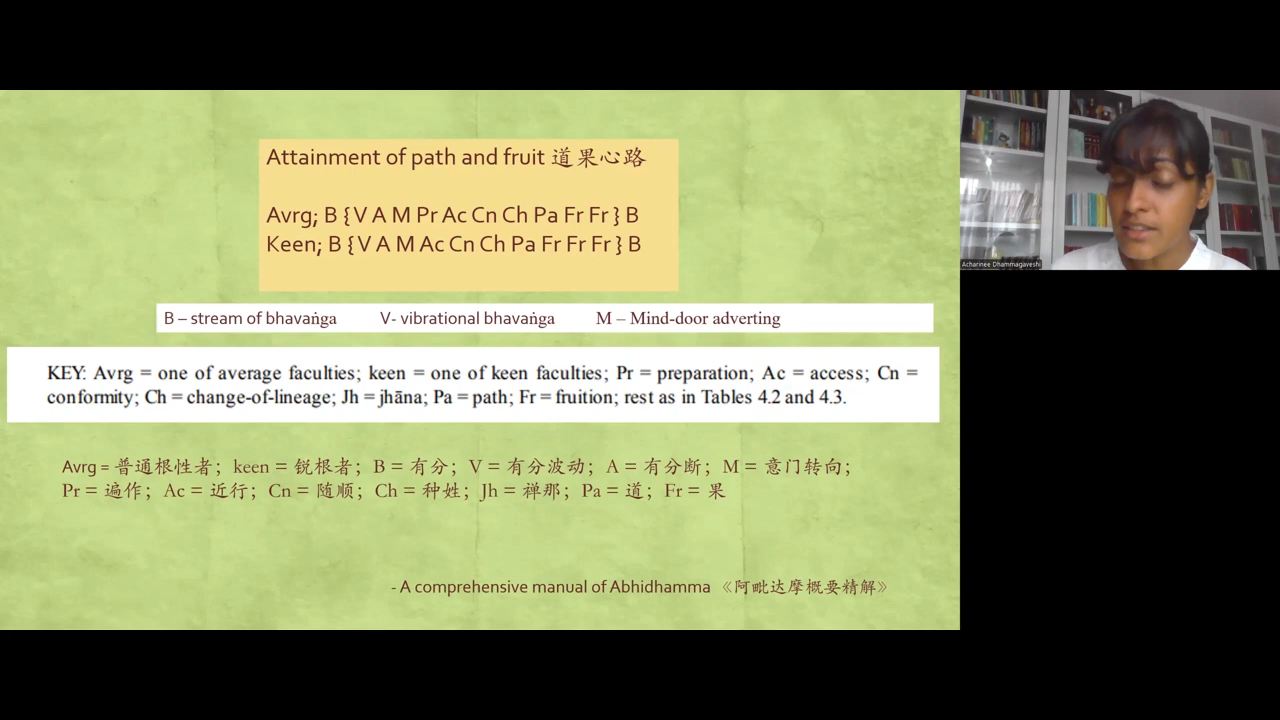 Attainment of path and fruit 道果心路
Avrg; B { V A M Pr Ac Cn Ch Pa Fr Fr } B
Keen; B { V A M Ac Cn Ch Pa Fr Fr Fr } B
B – stream of bhavaṅga V- vibrational bhavaṅga M – Mind-door adverting
KEY: Avrg = one of average faculties; keen = one of keen faculties; Pr = preparation; Ac = access; Cn =
conformity; Ch = change-of-lineage; Jh = jhāna; Pa = path; Fr = fruition; rest as in Tables 4.2 and 4.3.
Avrg = 普通根性者; keen = 锐根者; B = 有分; V = 有分波动; A = 有分断; M = 意门转向;
Pr = 遍作; Ac = 近行; Cn = 随顺; Ch = 种姓; Jh = 禅那; Pa = 道; Fr = 果
- A comprehensive manual of Abhidhamma 《阿毗达摩概要精解》
Acharinee Dhammagaveshi